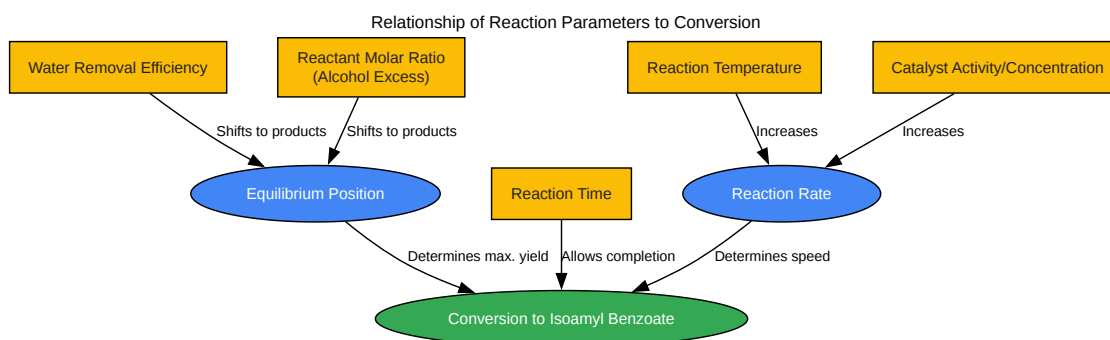 Relationship of Reaction Parameters to Conversion
Water Removal Efficiency
Reactant Molar Ratio
(Alcohol Excess)
Reaction Temperature
Catalyst Activity/Concentration
Shifts to products
Shifts to products
Increases
Increases
Equilibrium Position
Reaction Time
Reaction Rate
Determines max. yield
Allows completion
Determines speed
Conversion to Isoamyl Benzoate